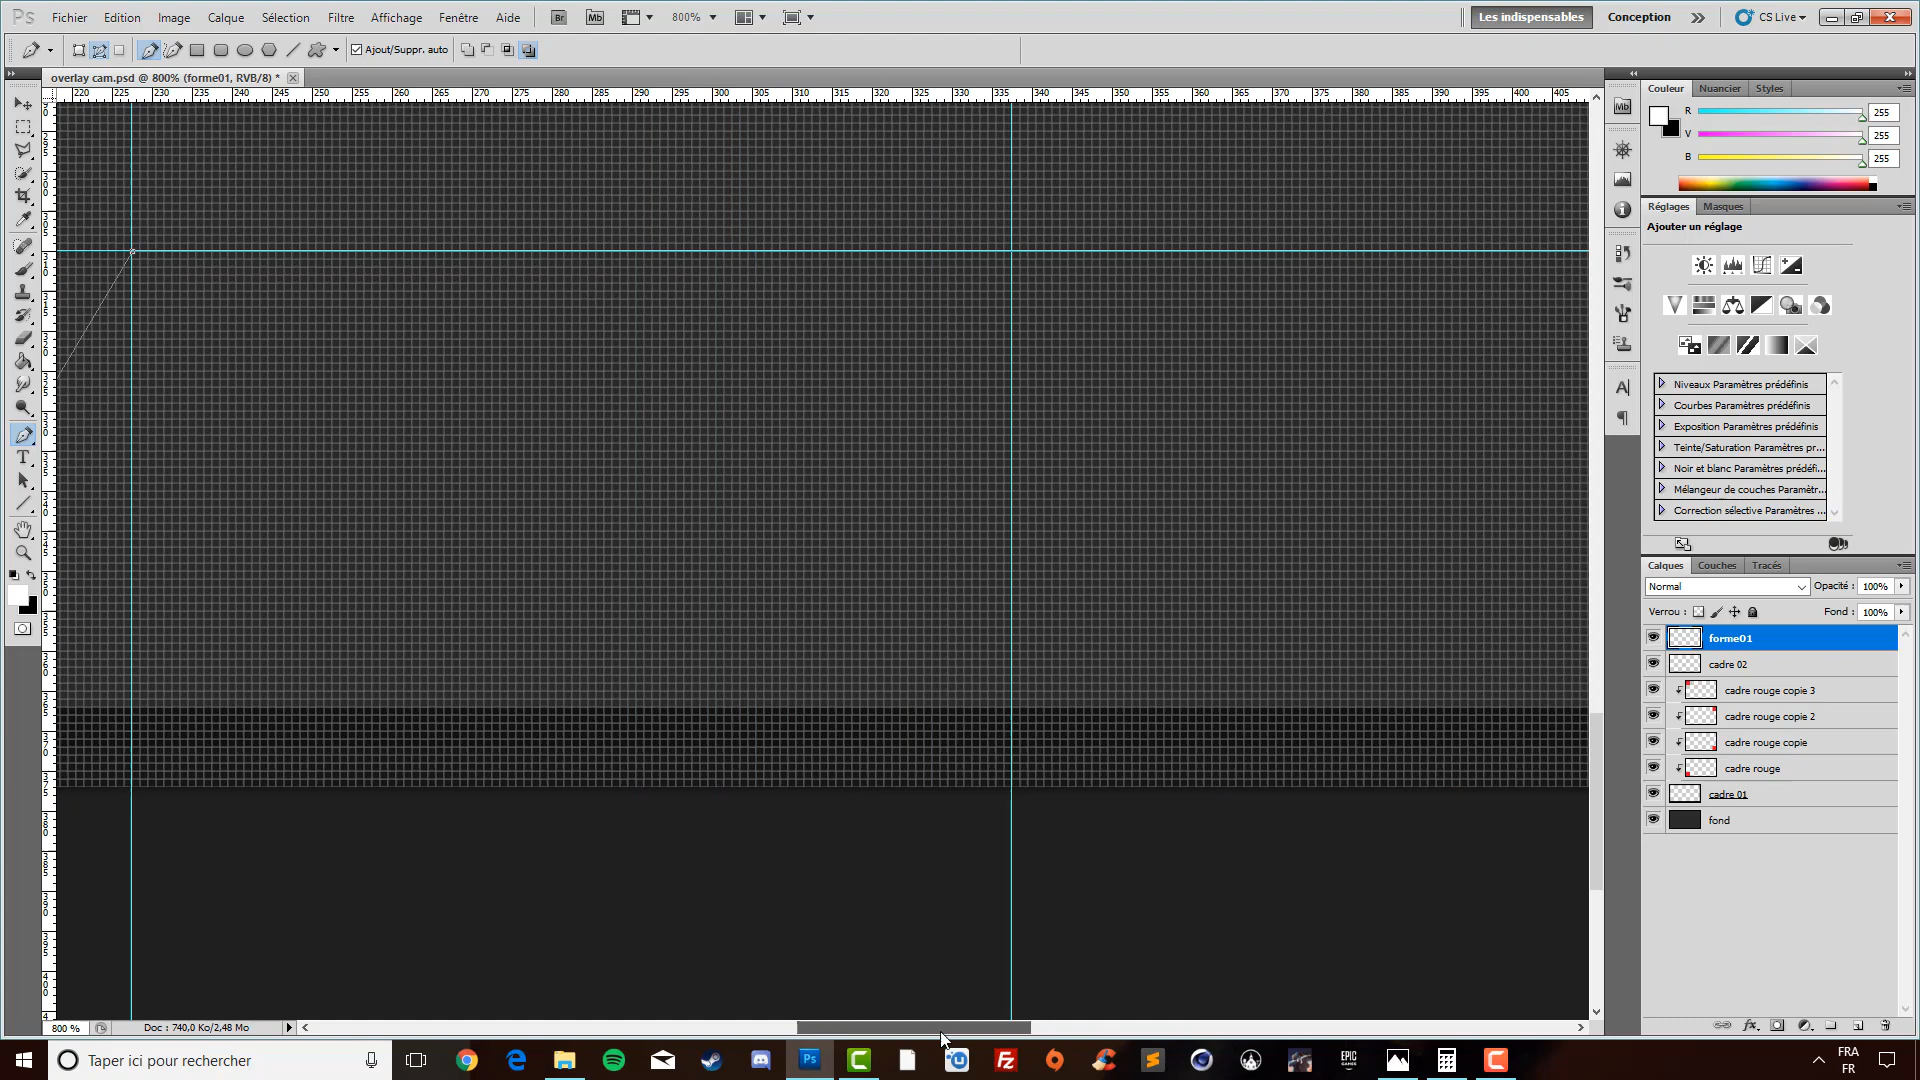 Ps Fichier Edition Image Calque Sélection Filtre Affichage Fenêtre Aide Br Mb 800% Les indispensables Conception CS Live
Ajout/Suppr. auto
overlay cam.psd @ 800% (forme01, RVB/8) *
220 225 230 235 240 245 250 255 260 265 270 275 280 285 290 295 300 305 310 315 320 325 330 335 340 345 350 355 360 365 370 375 380 385 390 395 400 405
Mb
Couleur Nuancier Styles
R 255
V 255
B 255
Réglages Masques
Ajouter un réglage
Niveaux Paramètres prédéfinis
Courbes Paramètres prédéfinis
Exposition Paramètres prédéfinis
Teinte/Saturation Paramètres pr...
Noir et blanc Paramètres prédéfi...
Mélangeur de couches Paramètr...
Correction sélective Paramètres ...
Calques Couches Tracés
Normal Opacité : 100%
Verrou : Fond : 100%
forme01
cadre 02
cadre rouge copie 3
cadre rouge copie 2
cadre rouge copie
cadre rouge
cadre 01
fond
800 % Doc : 740,0 Ko/2,48 Mo
Taper ici pour rechercher
Ps
EPIC
GAMES
FRA
FR